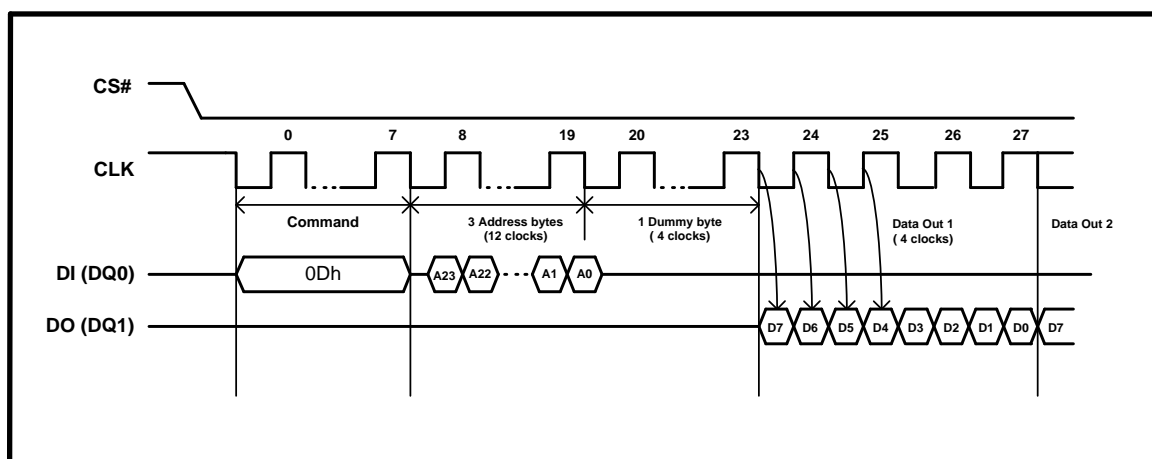 CS#
0 7 8 19 20 23 24 25 26 27
CLK
Command
3 Address bytes
(12 clocks)
1 Dummy byte
( 4 clocks)
Data Out 1
( 4 clocks)
Data Out 2
DI (DQ0)
0Dh A23 A22 A1 A0
DO (DQ1)
D7 D6 D5 D4 D3 D2 D1 D0 D7